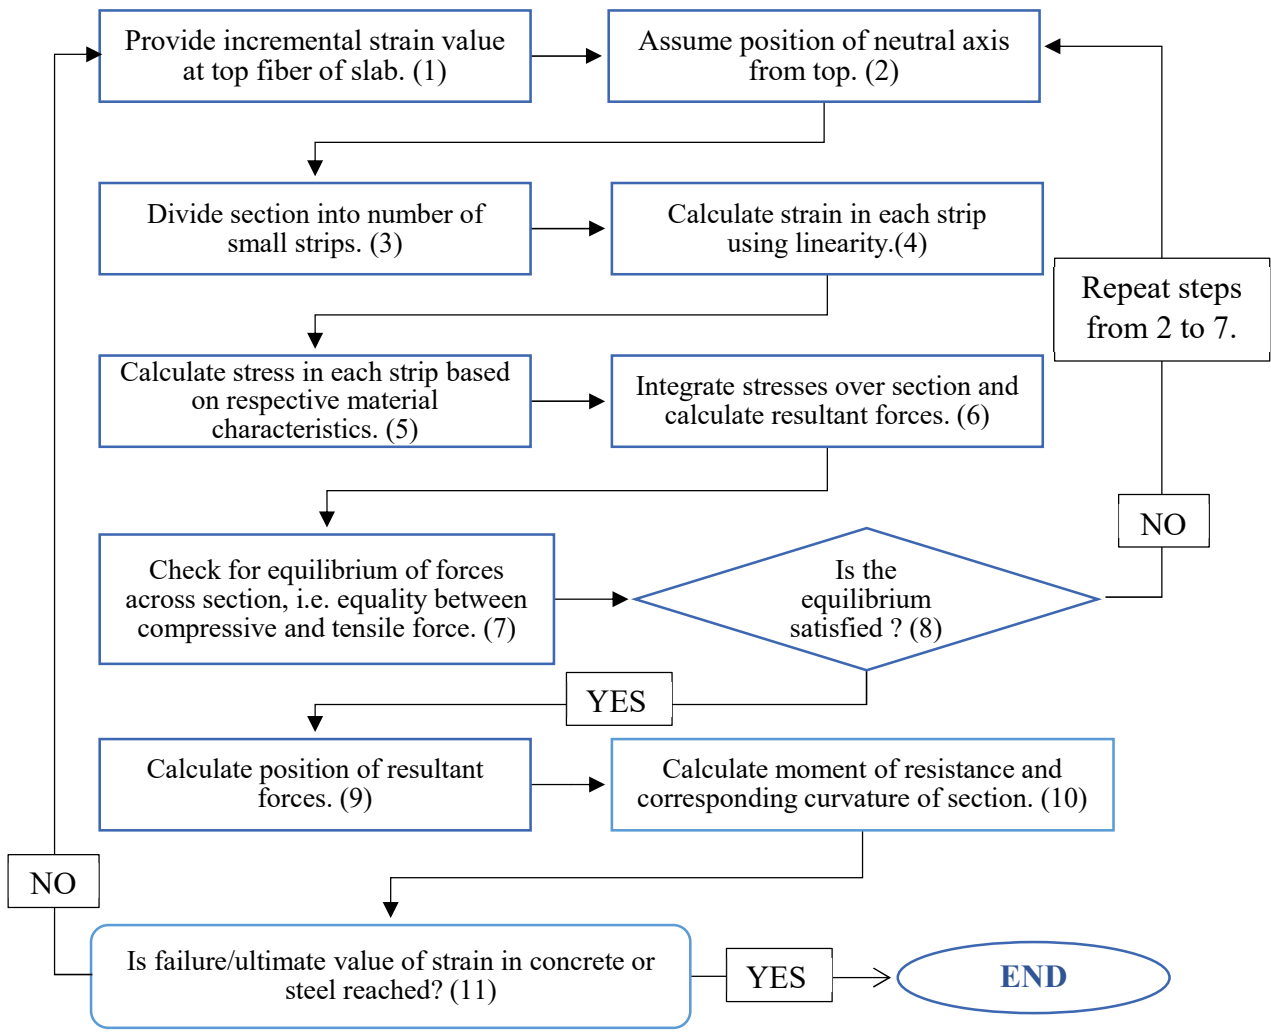 Provide incremental strain value
at top fiber of slab. (1)
Assume position of neutral axis
from top. (2)
Divide section into number of
small strips. (3)
Calculate strain in each strip
using linearity.(4)
Repeat steps
from 2 to 7.
Calculate stress in each strip based
on respective material
characteristics. (5)
Integrate stresses over section and
calculate resultant forces. (6)
NO
Check for equilibrium of forces
across section, i.e. equality between
compressive and tensile force. (7)
Is the
equilibrium
satisfied ? (8)
YES
Calculate position of resultant
forces. (9)
Calculate moment of resistance and
corresponding curvature of section. (10)
NO
Is failure/ultimate value of strain in concrete or
steel reached? (11)
YES
END